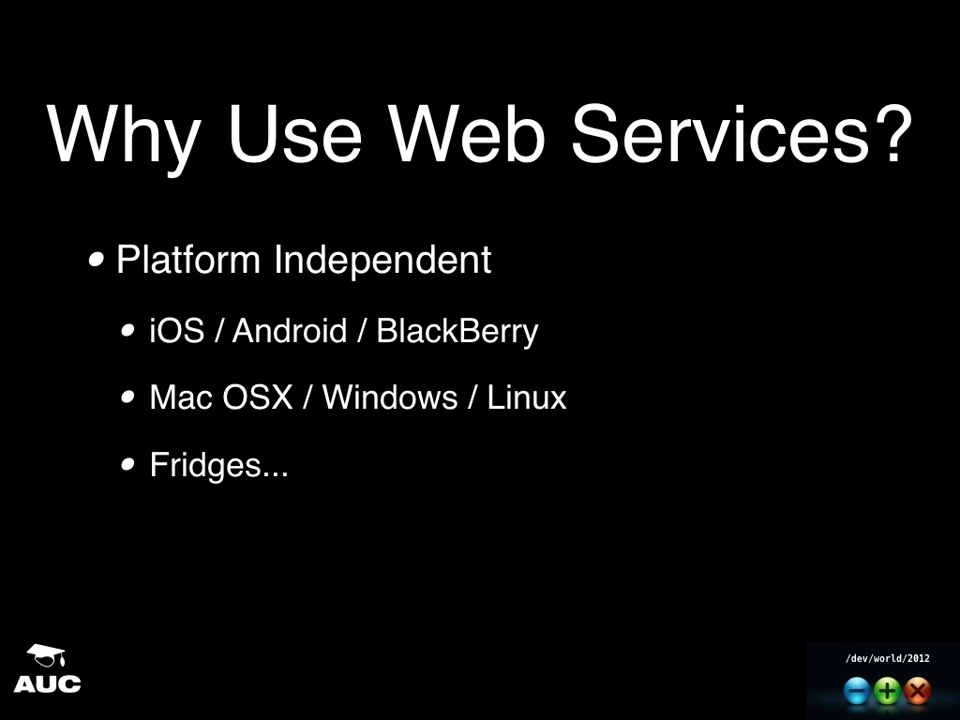 Why Use Web Services?
• Platform Independent
• iOS / Android / BlackBerry
• Mac OSX / Windows / Linux
• Fridges...
AUC
/dev/world/2012